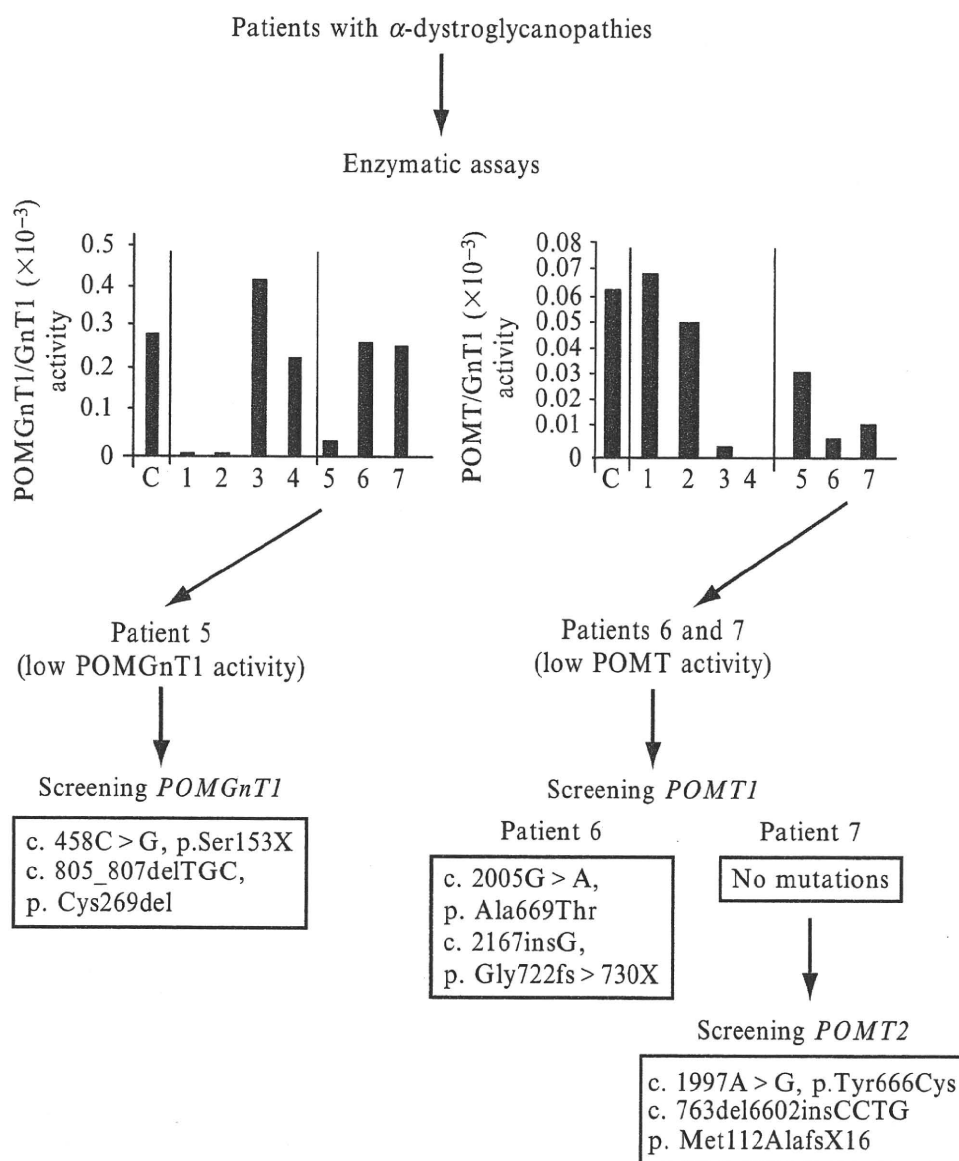 Patients with α-dystroglycanopathies
Enzymatic assays
POMGnT1/GnT1 (×10⁻³)
activity
0.5
0.4
0.3
0.2
0.1
0
C 1 2 3 4 5 6 7
POMT/GnT1 (×10⁻³)
activity
0.08
0.07
0.06
0.05
0.04
0.03
0.02
0.01
0
C 1 2 3 4 5 6 7
Patient 5
(low POMGnT1 activity)
Patients 6 and 7
(low POMT activity)
Screening POMGnT1
c. 458C > G, p.Ser153X
c. 805_807delTGC,
p. Cys269del
Screening POMT1
Patient 6
c. 2005G > A,
p. Ala669Thr
c. 2167insG,
p. Gly722fs > 730X
Patient 7
No mutations
Screening POMT2
c. 1997A > G, p.Tyr666Cys
c. 763del6602insCCTG
p. Met112AlafsX16